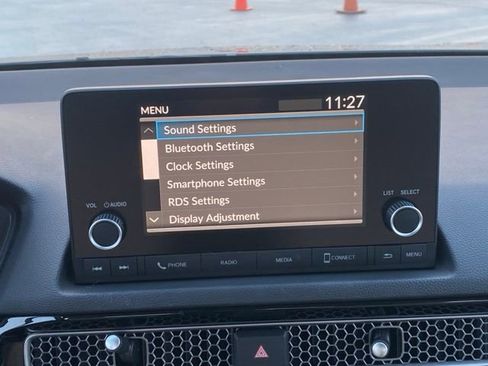 MENU 11:27
Sound Settings
Bluetooth Settings
Clock Settings
Smartphone Settings
RDS Settings
Display Adjustment
VOL AUDIO
LIST SELECT
PHONE RADIO MEDIA CONNECT MENU